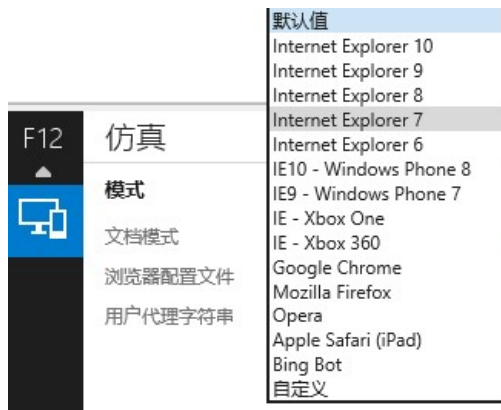 F12
仿真
模式
文档模式
浏览器配置文件
用户代理字符串
默认值
Internet Explorer 10
Internet Explorer 9
Internet Explorer 8
Internet Explorer 7
Internet Explorer 6
IE10 - Windows Phone 8
IE9 - Windows Phone 7
IE - Xbox One
IE - Xbox 360
Google Chrome
Mozilla Firefox
Opera
Apple Safari (iPad)
Bing Bot
自定义